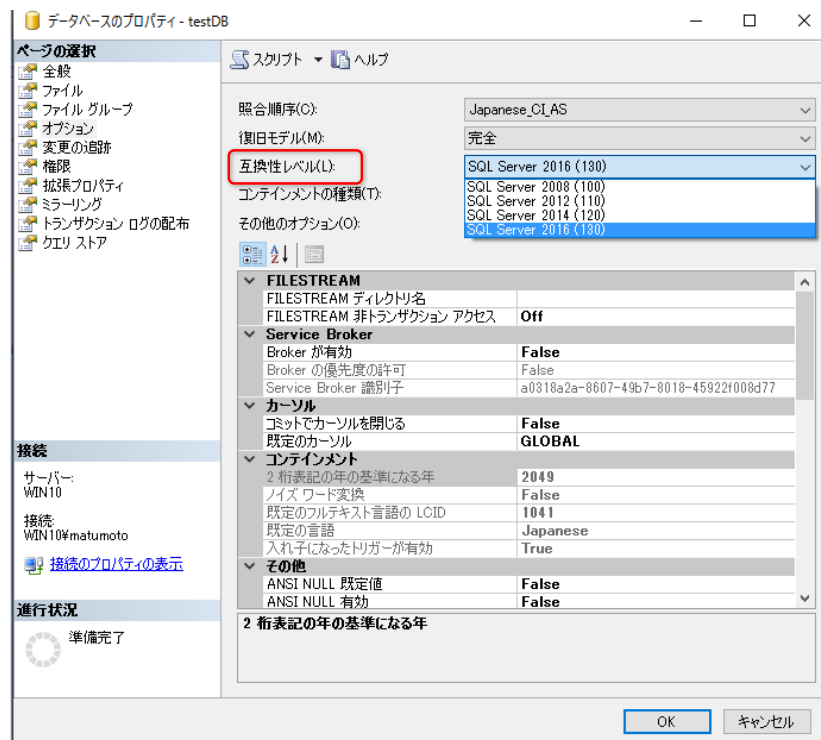 データベースのプロパティ - testDB
ページの選択
全般
ファイル
ファイル グループ
オプション
変更の追跡
権限
拡張プロパティ
ミラーリング
トランザクション ログの配布
クエリ ストア
スクリプト ヘルプ
照合順序(C): Japanese_CI_AS
復旧モデル(M): 完全
互換性レベル(L): SQL Server 2016 (130)
SQL Server 2008 (100)
コンテインメントの種類(T): SQL Server 2012 (110)
SQL Server 2014 (120)
その他のオプション(O): SQL Server 2016 (130)
FILESTREAM
FILESTREAM ディレクトリ名
FILESTREAM 非トランザクション アクセス Off
Service Broker
Broker が有効 False
Broker の優先度の許可 False
Service Broker 識別子 a0318a2a-8607-49b7-8018-45922f008d77
カーソル
コミットでカーソルを閉じる False
既定のカーソル GLOBAL
コンテインメント
2 桁表記の年の基準になる年 2049
ノイズ ワード変換 False
既定のフルテキスト言語の LCID 1041
既定の言語 Japanese
入れ子になったトリガーが有効 True
その他
ANSI NULL 既定値 False
ANSI NULL 有効 False
2 桁表記の年の基準になる年
接続
サーバー:
WIN10
接続:
WIN10¥matumoto
接続のプロパティの表示
進行状況
準備完了
OK キャンセル